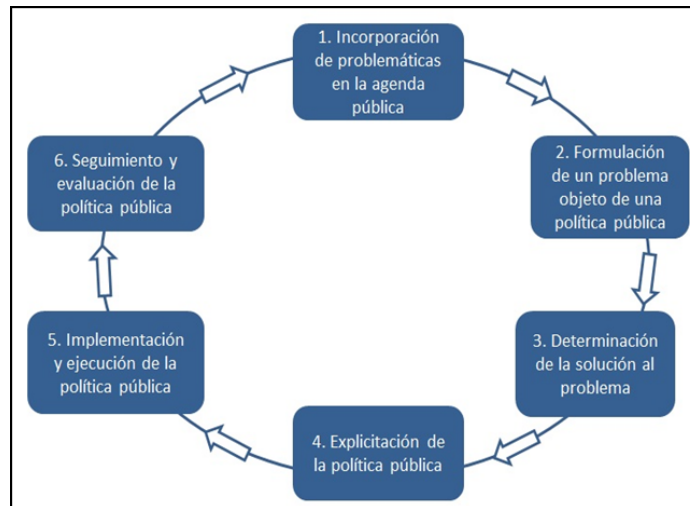 1. Incorporación
de problemáticas
en la agenda
pública
2. Formulación
de un problema
objeto de una
política pública
3. Determinación
de la solución al
problema
4. Explicitación de
la política pública
5. Implementación
y ejecución de la
política pública
6. Seguimiento y
evaluación de la
política pública